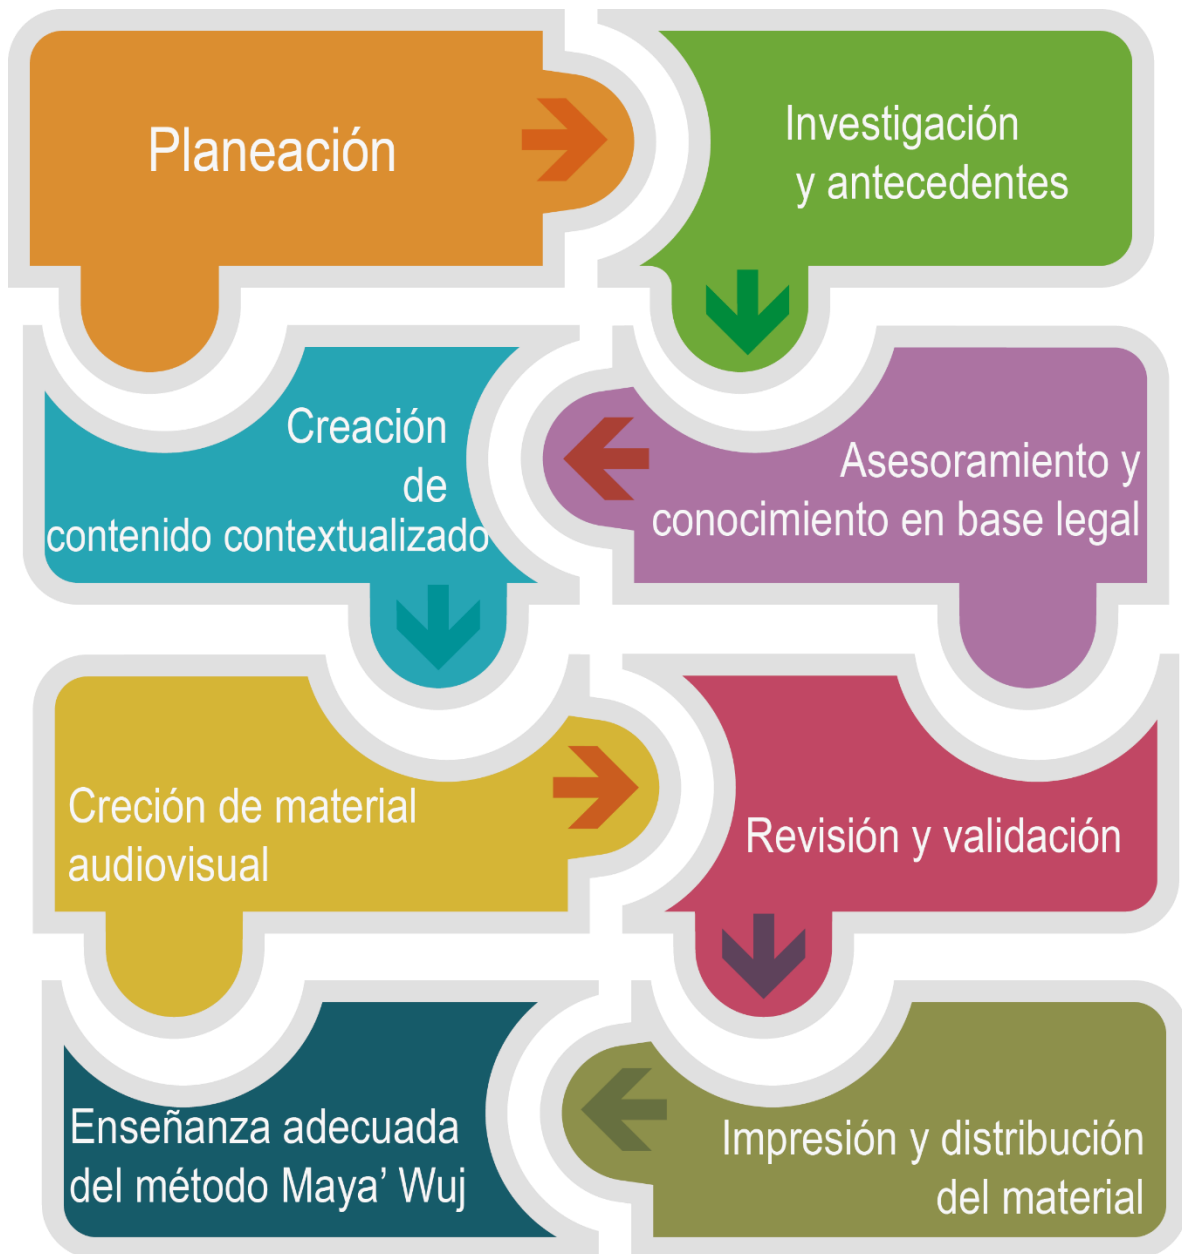 Planeación
Investigación
y antecedentes
Asesoramiento y
conocimiento en base legal
Creación
de
contenido contextualizado
Creción de material
audiovisual
Revisión y validación
Impresión y distribución
del material
Enseñanza adecuada
del método Maya’ Wuj